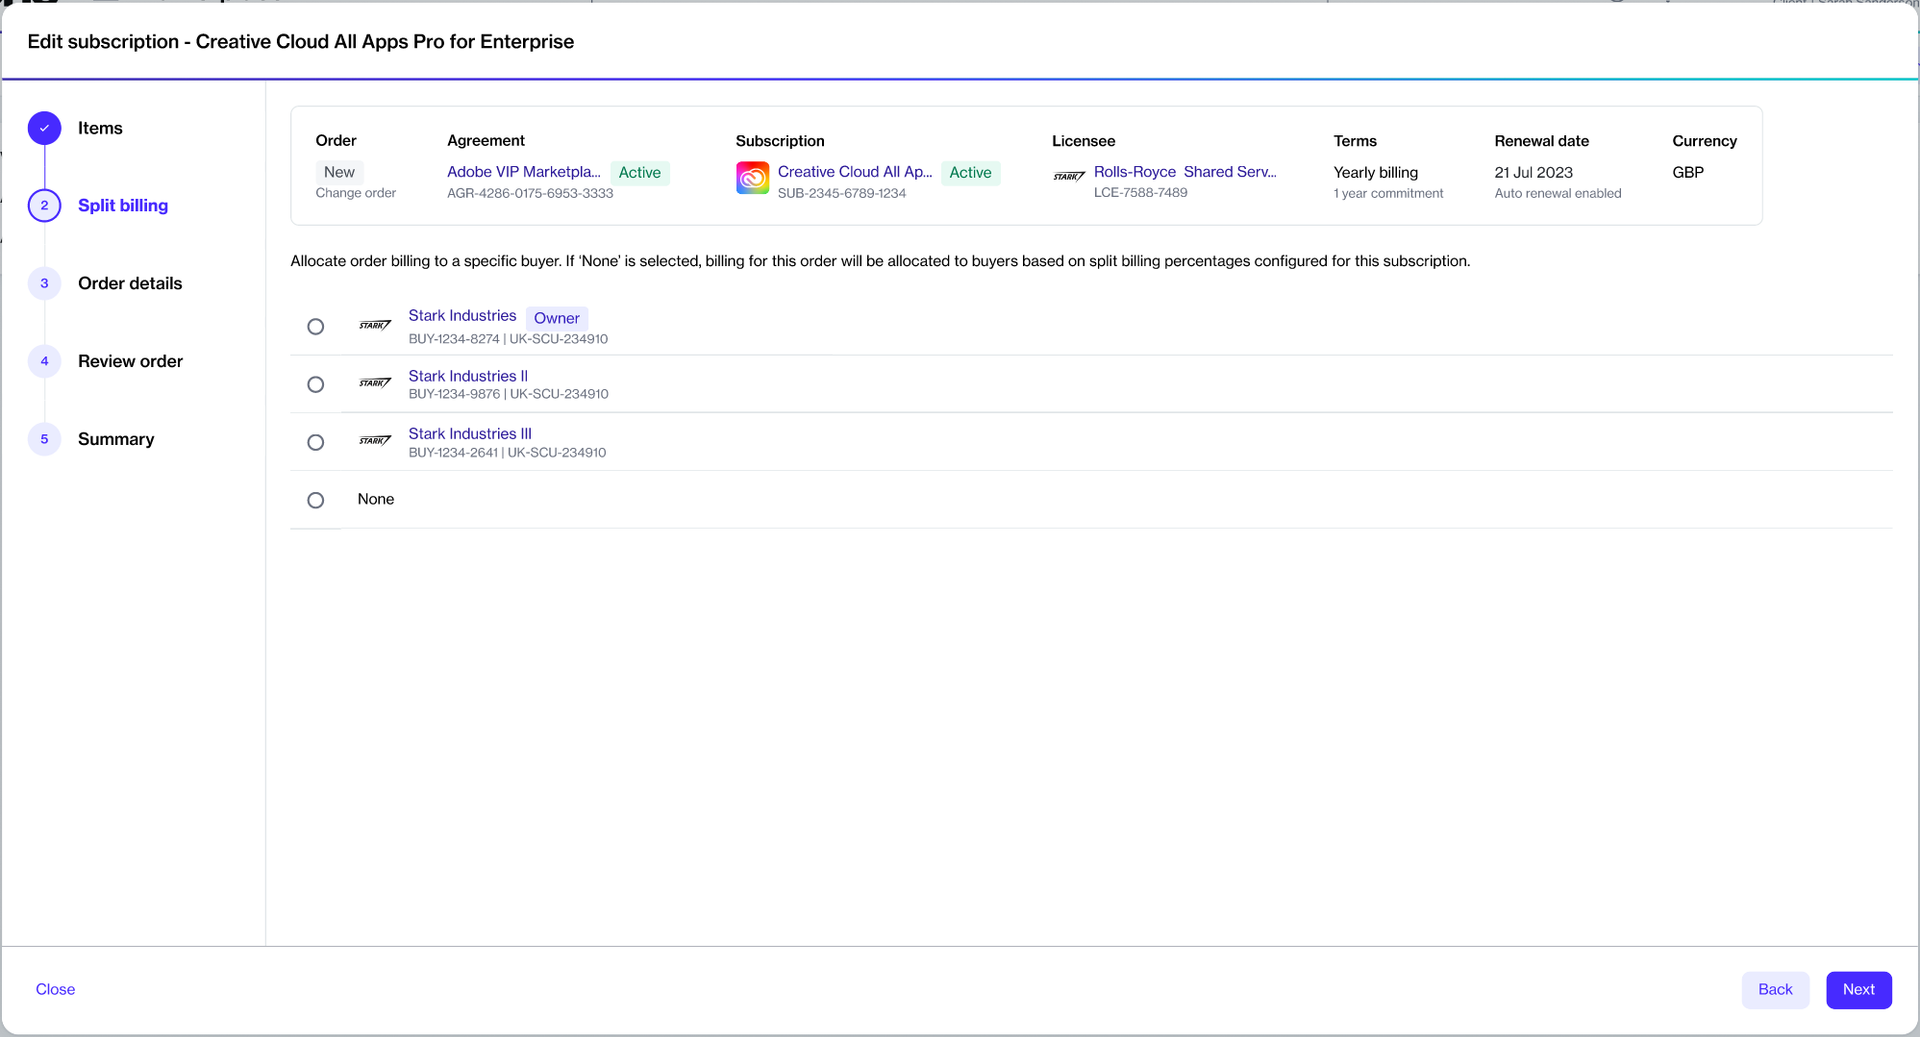 Edit subscription - Creative Cloud All Apps Pro for Enterprise
Items
2 Split billing
3 Order details
4 Review order
5 Summary
Order Agreement Subscription Licensee Terms Renewal date Currency
New Adobe VIP Marketpla... Active Creative Cloud All Ap... Active STARK Rolls-Royce Shared Serv... Yearly billing 21 Jul 2023 GBP
Change order AGR-4286-0175-6953-3333 SUB-2345-6789-1234 LCE-7588-7489 1 year commitment Auto renewal enabled
Allocate order billing to a specific buyer. If ‘None’ is selected, billing for this order will be allocated to buyers based on split billing percentages configured for this subscription.
STARK Stark Industries Owner
BUY-1234-8274 | UK-SCU-234910
STARK Stark Industries II
BUY-1234-9876 | UK-SCU-234910
STARK Stark Industries III
BUY-1234-2641 | UK-SCU-234910
None
Close Back Next